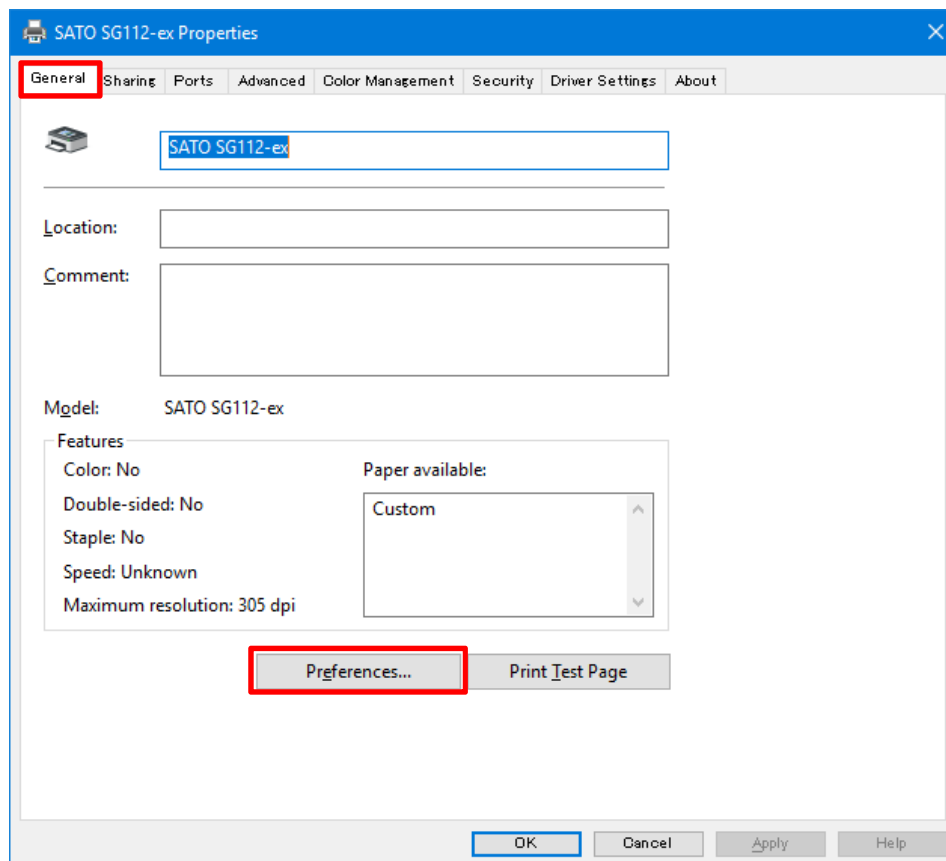 SATO SG112-ex Properties
General Sharing Ports Advanced Color Management Security Driver Settings About
SATO SG112-ex
Location:
Comment:
Model: SATO SG112-ex
Features
Color: No Paper available:
Double-sided: No Custom
Staple: No
Speed: Unknown
Maximum resolution: 305 dpi
Preferences... Print Test Page
OK Cancel Apply Help